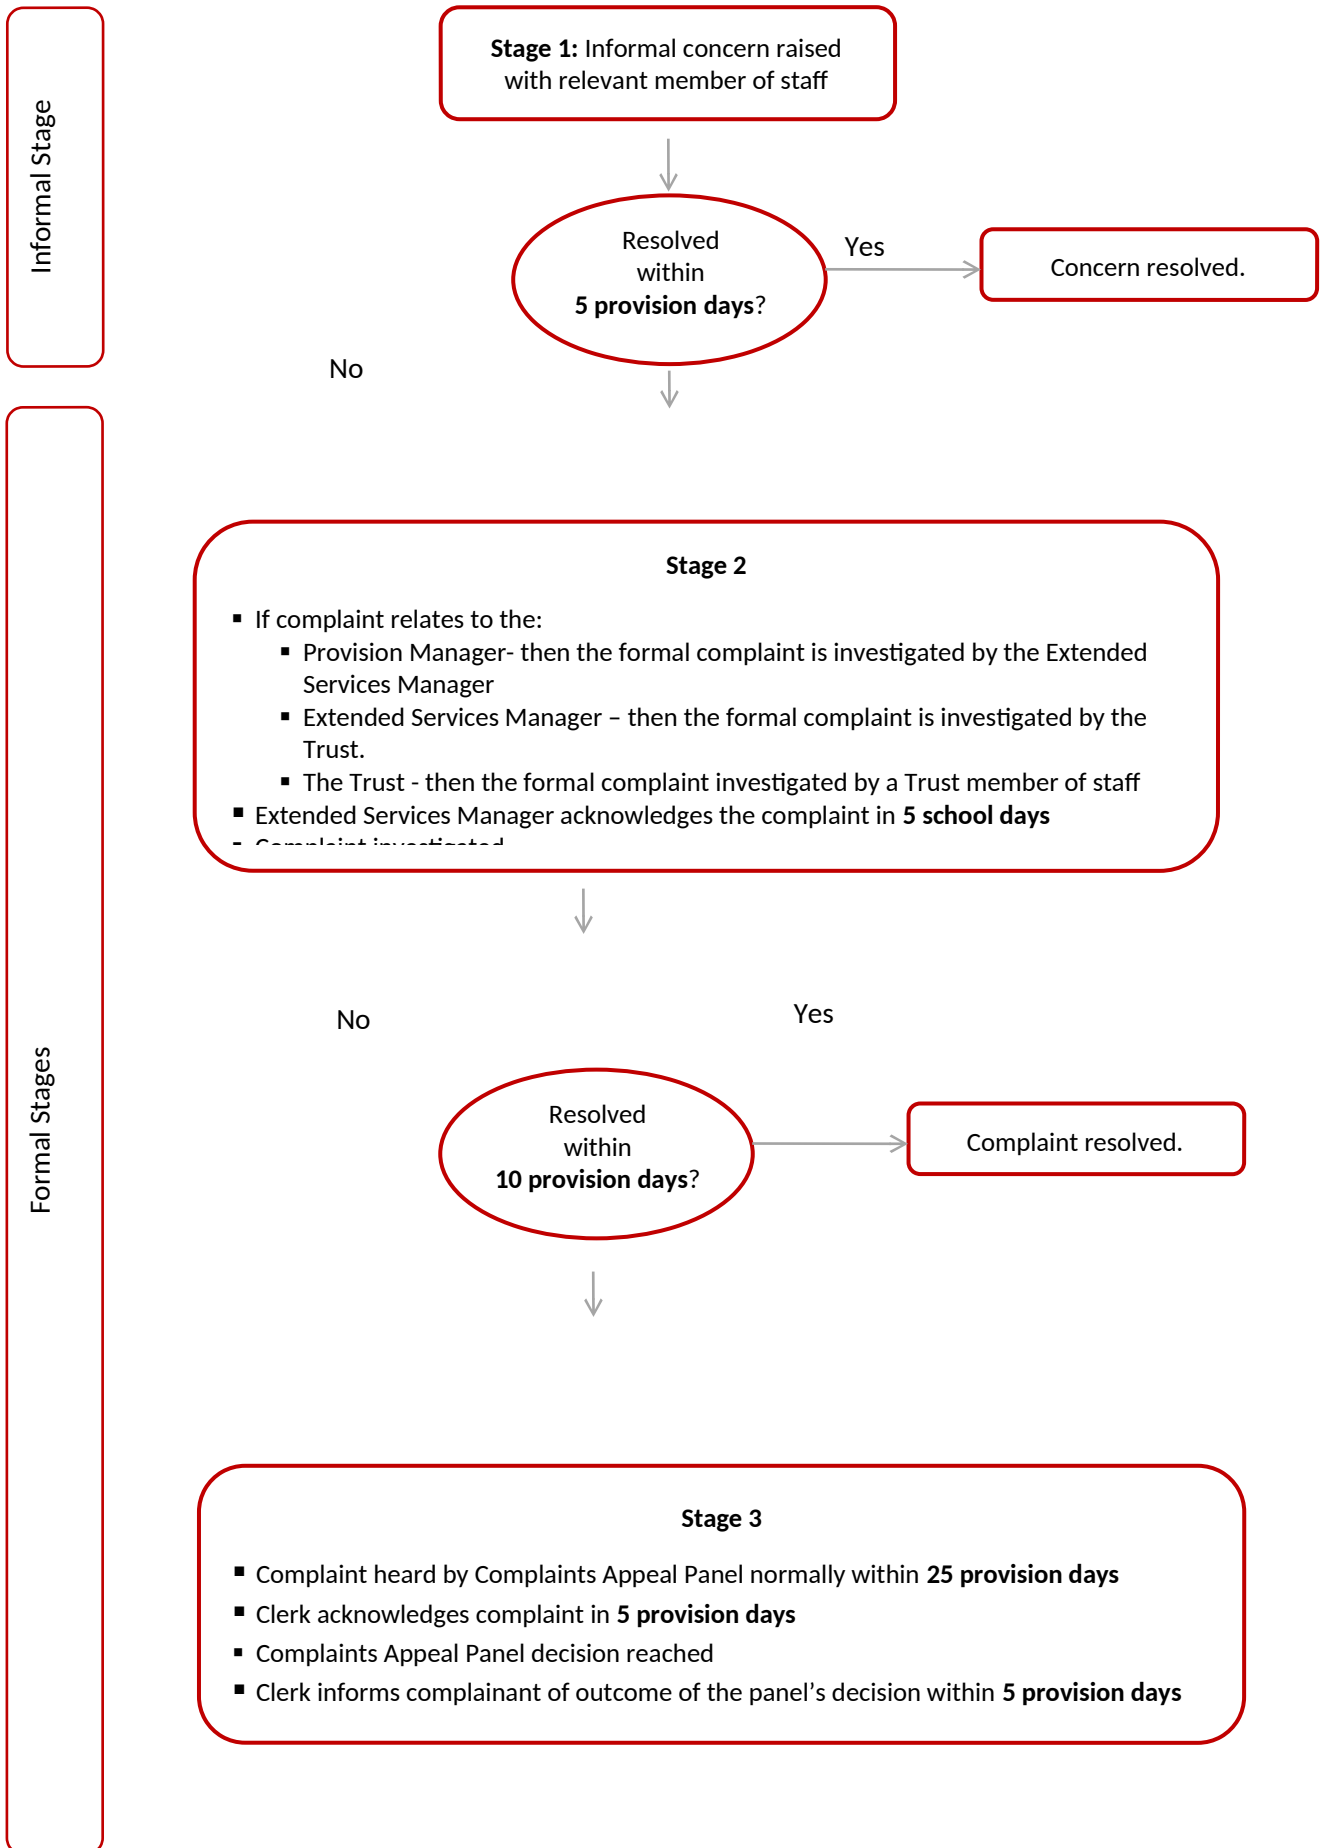 Informal Stage
Stage 1: Informal concern raised
with relevant member of staff
Resolved
within
5 provision days?
Yes
Concern resolved.
No
Formal Stages
Stage 2
▪ If complaint relates to the:
▪ Provision Manager- then the formal complaint is investigated by the Extended
Services Manager
▪ Extended Services Manager – then the formal complaint is investigated by the
Trust.
▪ The Trust - then the formal complaint investigated by a Trust member of staff
▪ Extended Services Manager acknowledges the complaint in 5 school days
▪ Complaint investigated
No
Yes
Resolved
within
10 provision days?
Complaint resolved.
Stage 3
▪ Complaint heard by Complaints Appeal Panel normally within 25 provision days
▪ Clerk acknowledges complaint in 5 provision days
▪ Complaints Appeal Panel decision reached
▪ Clerk informs complainant of outcome of the panel’s decision within 5 provision days